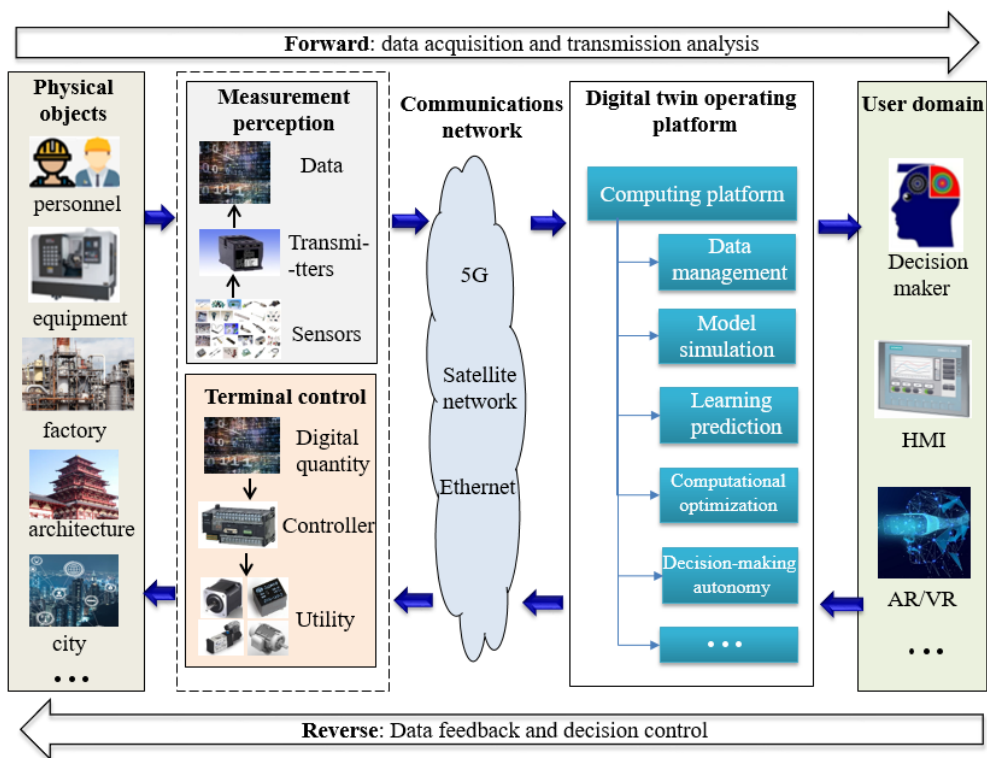 Forward: data acquisition and transmission analysis
Physical
objects
personnel
equipment
factory
architecture
city
•••
Measurement
perception
Data
Transmi-
-tters
Sensors
Terminal control
Digital
quantity
Controller
Utility
Communications
network
5G
Satellite
network
Ethernet
Digital twin operating
platform
Computing platform
Data
management
Model
simulation
Learning
prediction
Computational
optimization
Decision-making
autonomy
•••
User domain
Decision
maker
HMI
AR/VR
•••
Reverse: Data feedback and decision control